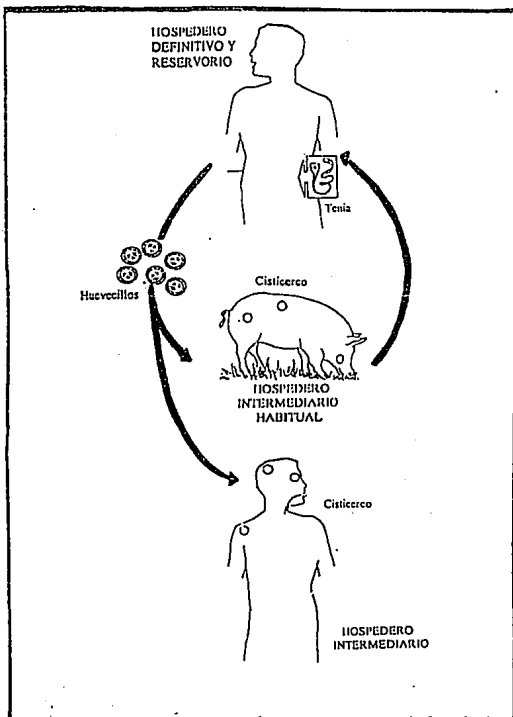 HOSPEDERO
DEFINITIVO Y
RESERVORIO
Tenia
Huevecillos
Cisticerco
HOSPEDERO
INTERMEDIARIO
HABITUAL
Cisticerco
HOSPEDERO
INTERMEDIARIO